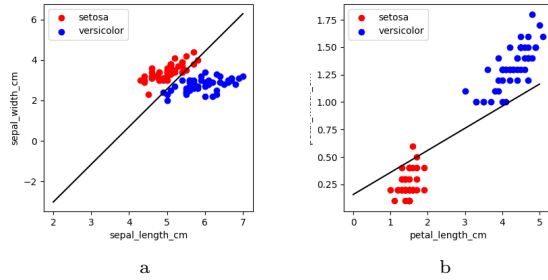 setosa
versicolor
6
4
2
0
−2
2
3
4
5
6
7
sepal_length_cm
sepal_width_cm
a
setosa
versicolor
1.75
1.50
1.25
1.00
0.75
0.50
0.25
0
1
2
3
4
5
petal_length_cm
b